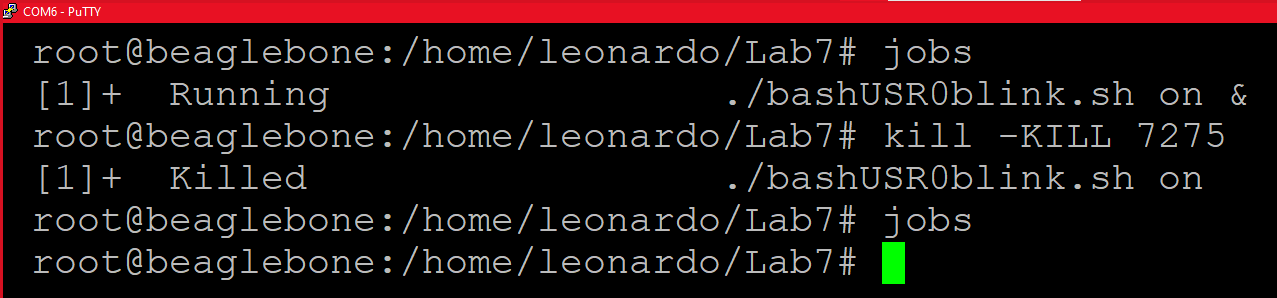 COM6 - PuTTY
root@beaglebone:/home/leonardo/Lab7# jobs
[1]+  Running                 ./bashUSR0blink.sh on &
root@beaglebone:/home/leonardo/Lab7# kill -KILL 7275
[1]+  Killed                  ./bashUSR0blink.sh on
root@beaglebone:/home/leonardo/Lab7# jobs
root@beaglebone:/home/leonardo/Lab7#